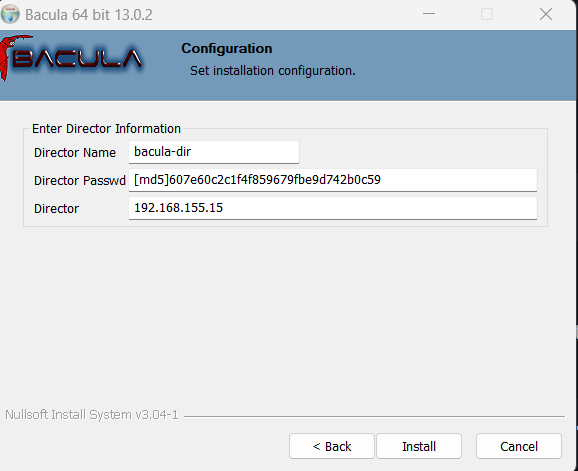 Bacula 64 bit 13.0.2
BACULA
Configuration
Set installation configuration.
Enter Director Information
Director Name bacula-dir
Director Passwd [md5]607e60c2c1f4f859679fbe9d742b0c59
Director 192.168.155.15
Nullsoft Install System v3.04-1
< Back Install Cancel